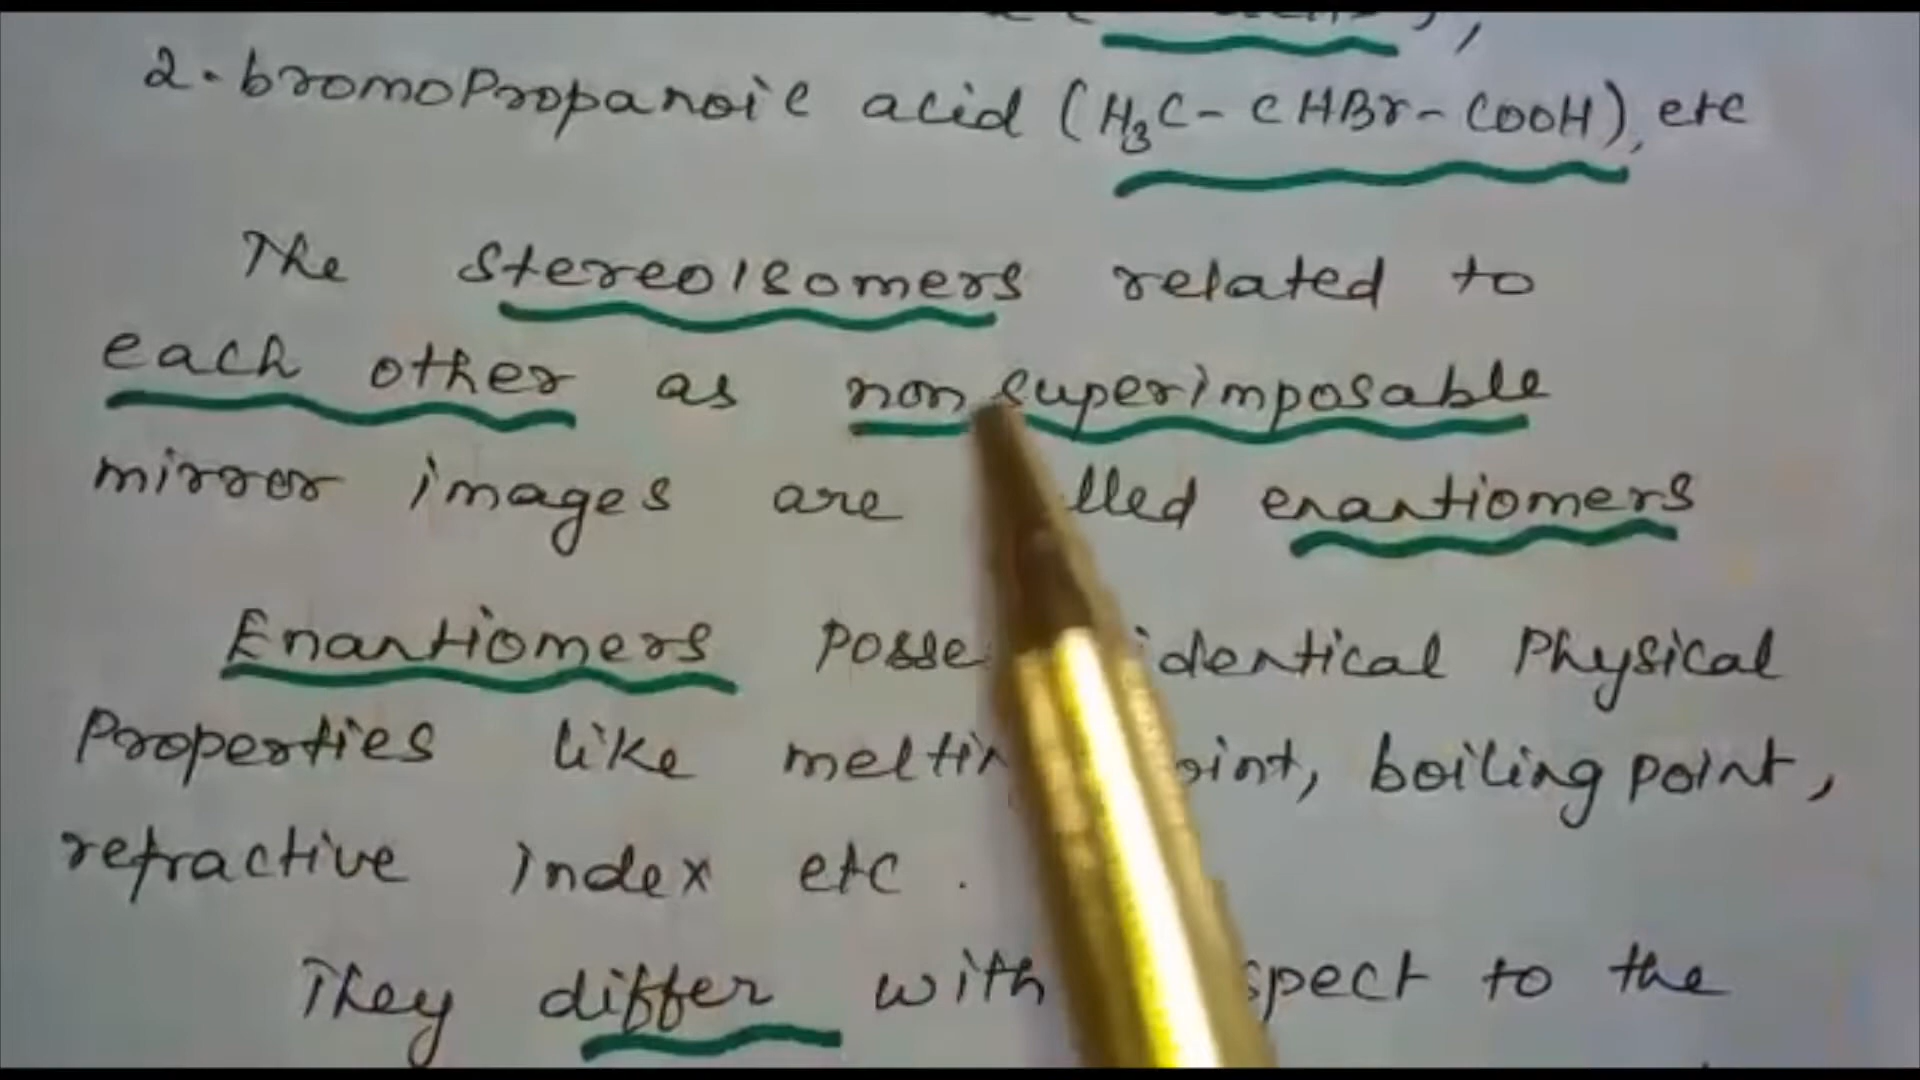 2-bromopropanoic acid (H3C-CHBr-COOH), etc
The stereoisomers related to
each other as non superimposable
mirror images are lled enantiomers
Enantiomers posse identical Physical
Properties like meltin oint, boiling point,
refractive index etc.
They differ with spect to the